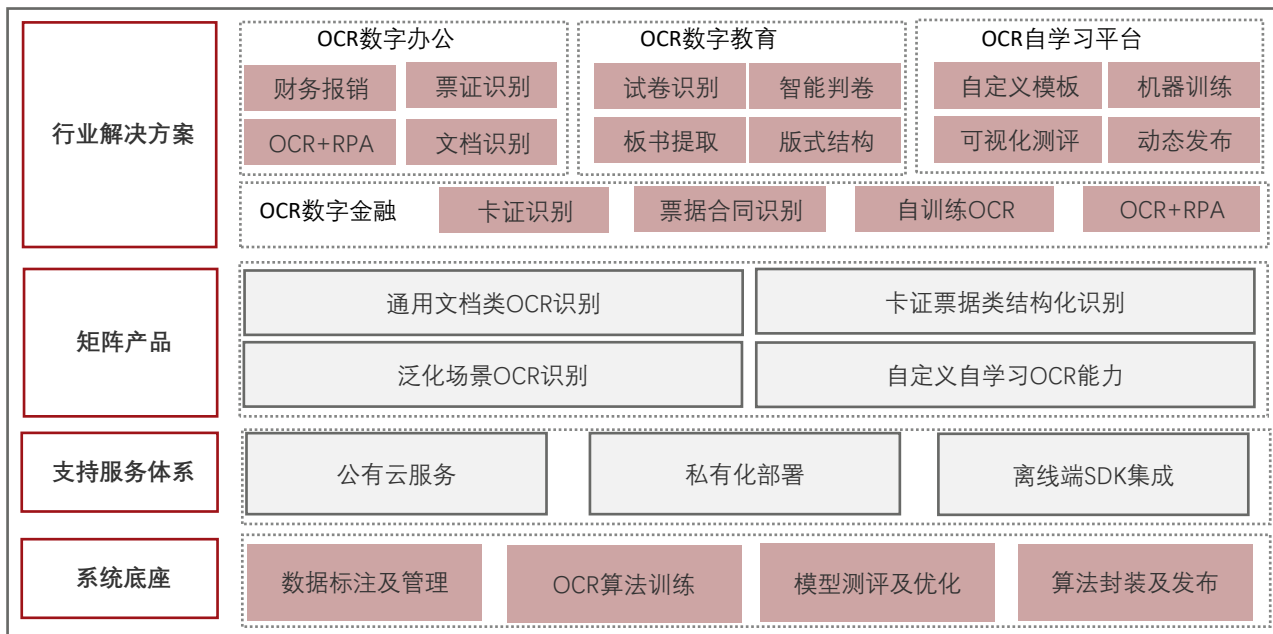 行业解决方案
OCR数字办公
财务报销
票证识别
OCR+RPA
文档识别
OCR数字教育
试卷识别
智能判卷
板书提取
版式结构
OCR自学习平台
自定义模板
机器训练
可视化测评
动态发布
OCR数字金融
卡证识别
票据合同识别
自训练OCR
OCR+RPA
矩阵产品
通用文档类OCR识别
卡证票据类结构化识别
泛化场景OCR识别
自定义自学习OCR能力
支持服务体系
公有云服务
私有化部署
离线端SDK集成
系统底座
数据标注及管理
OCR算法训练
模型测评及优化
算法封装及发布